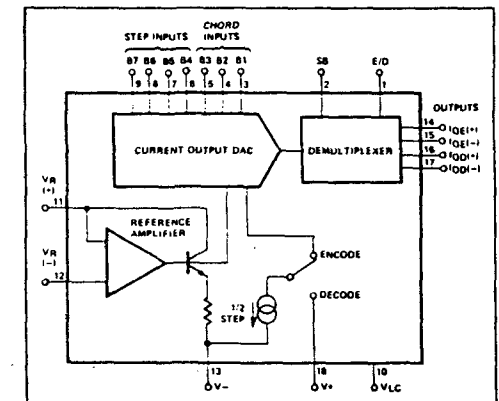 CHORD
STEP INPUTS INPUTS
B7 B6 B5 B4 B3 B2 B1 SB E/D
9 8 7 6 5 4 3 2 1
OUTPUTS
14 IOE(+)
15 IOE(−)
16 IOD(+)
17 IOD(−)
CURRENT OUTPUT DAC
DEMULTIPLEXER
VR
(+)
11
REFERENCE
AMPLIFIER
VR
(−)
12
ENCODE
1/2
STEP
DECODE
13 18 10
V− V+ VLC